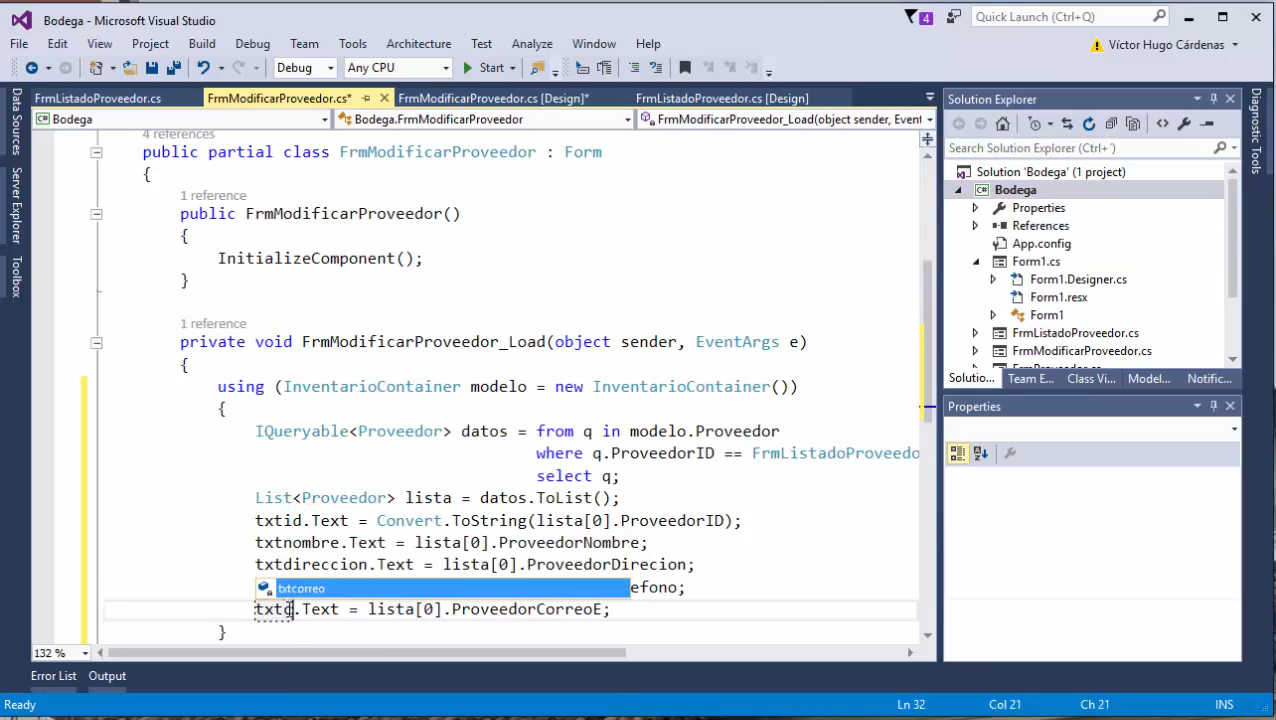 Bodega - Microsoft Visual Studio
4
Quick Launch (Ctrl+Q)
File Edit View Project Build Debug Team Tools Architecture Test Analyze Window Help
Víctor Hugo Cárdenas
Debug Any CPU Start
FrmListadoProveedor.cs FrmModificarProveedor.cs* FrmModificarProveedor.cs [Design]* FrmListadoProveedor.cs [Design]
Bodega Bodega.FrmModificarProveedor FrmModificarProveedor_Load(object sender, Event
Data Sources
Server Explorer
Toolbox
4 references
public partial class FrmModificarProveedor : Form
{
1 reference
public FrmModificarProveedor()
{
InitializeComponent();
}
1 reference
private void FrmModificarProveedor_Load(object sender, EventArgs e)
{
using (InventarioContainer modelo = new InventarioContainer())
{
IQueryable<Proveedor> datos = from q in modelo.Proveedor
where q.ProveedorID == FrmListadoProveedo
select q;
List<Proveedor> lista = datos.ToList();
txtid.Text = Convert.ToString(lista[0].ProveedorID);
txtnombre.Text = lista[0].ProveedorNombre;
txtdireccion.Text = lista[0].ProveedorDirecion;
txtcorreo efono;
.Text = lista[0].ProveedorCorreoE;
}
132 %
Error List Output
Ready Ln 32 Col 21 Ch 21 INS
Solution Explorer
Search Solution Explorer (Ctrl+´)
Solution 'Bodega' (1 project)
Bodega
Properties
References
App.config
Form1.cs
Form1.Designer.cs
Form1.resx
Form1
FrmListadoProveedor.cs
FrmModificarProveedor.cs
Solutio... Team E... Class Vi... Model... Notific...
Properties
Diagnostic Tools